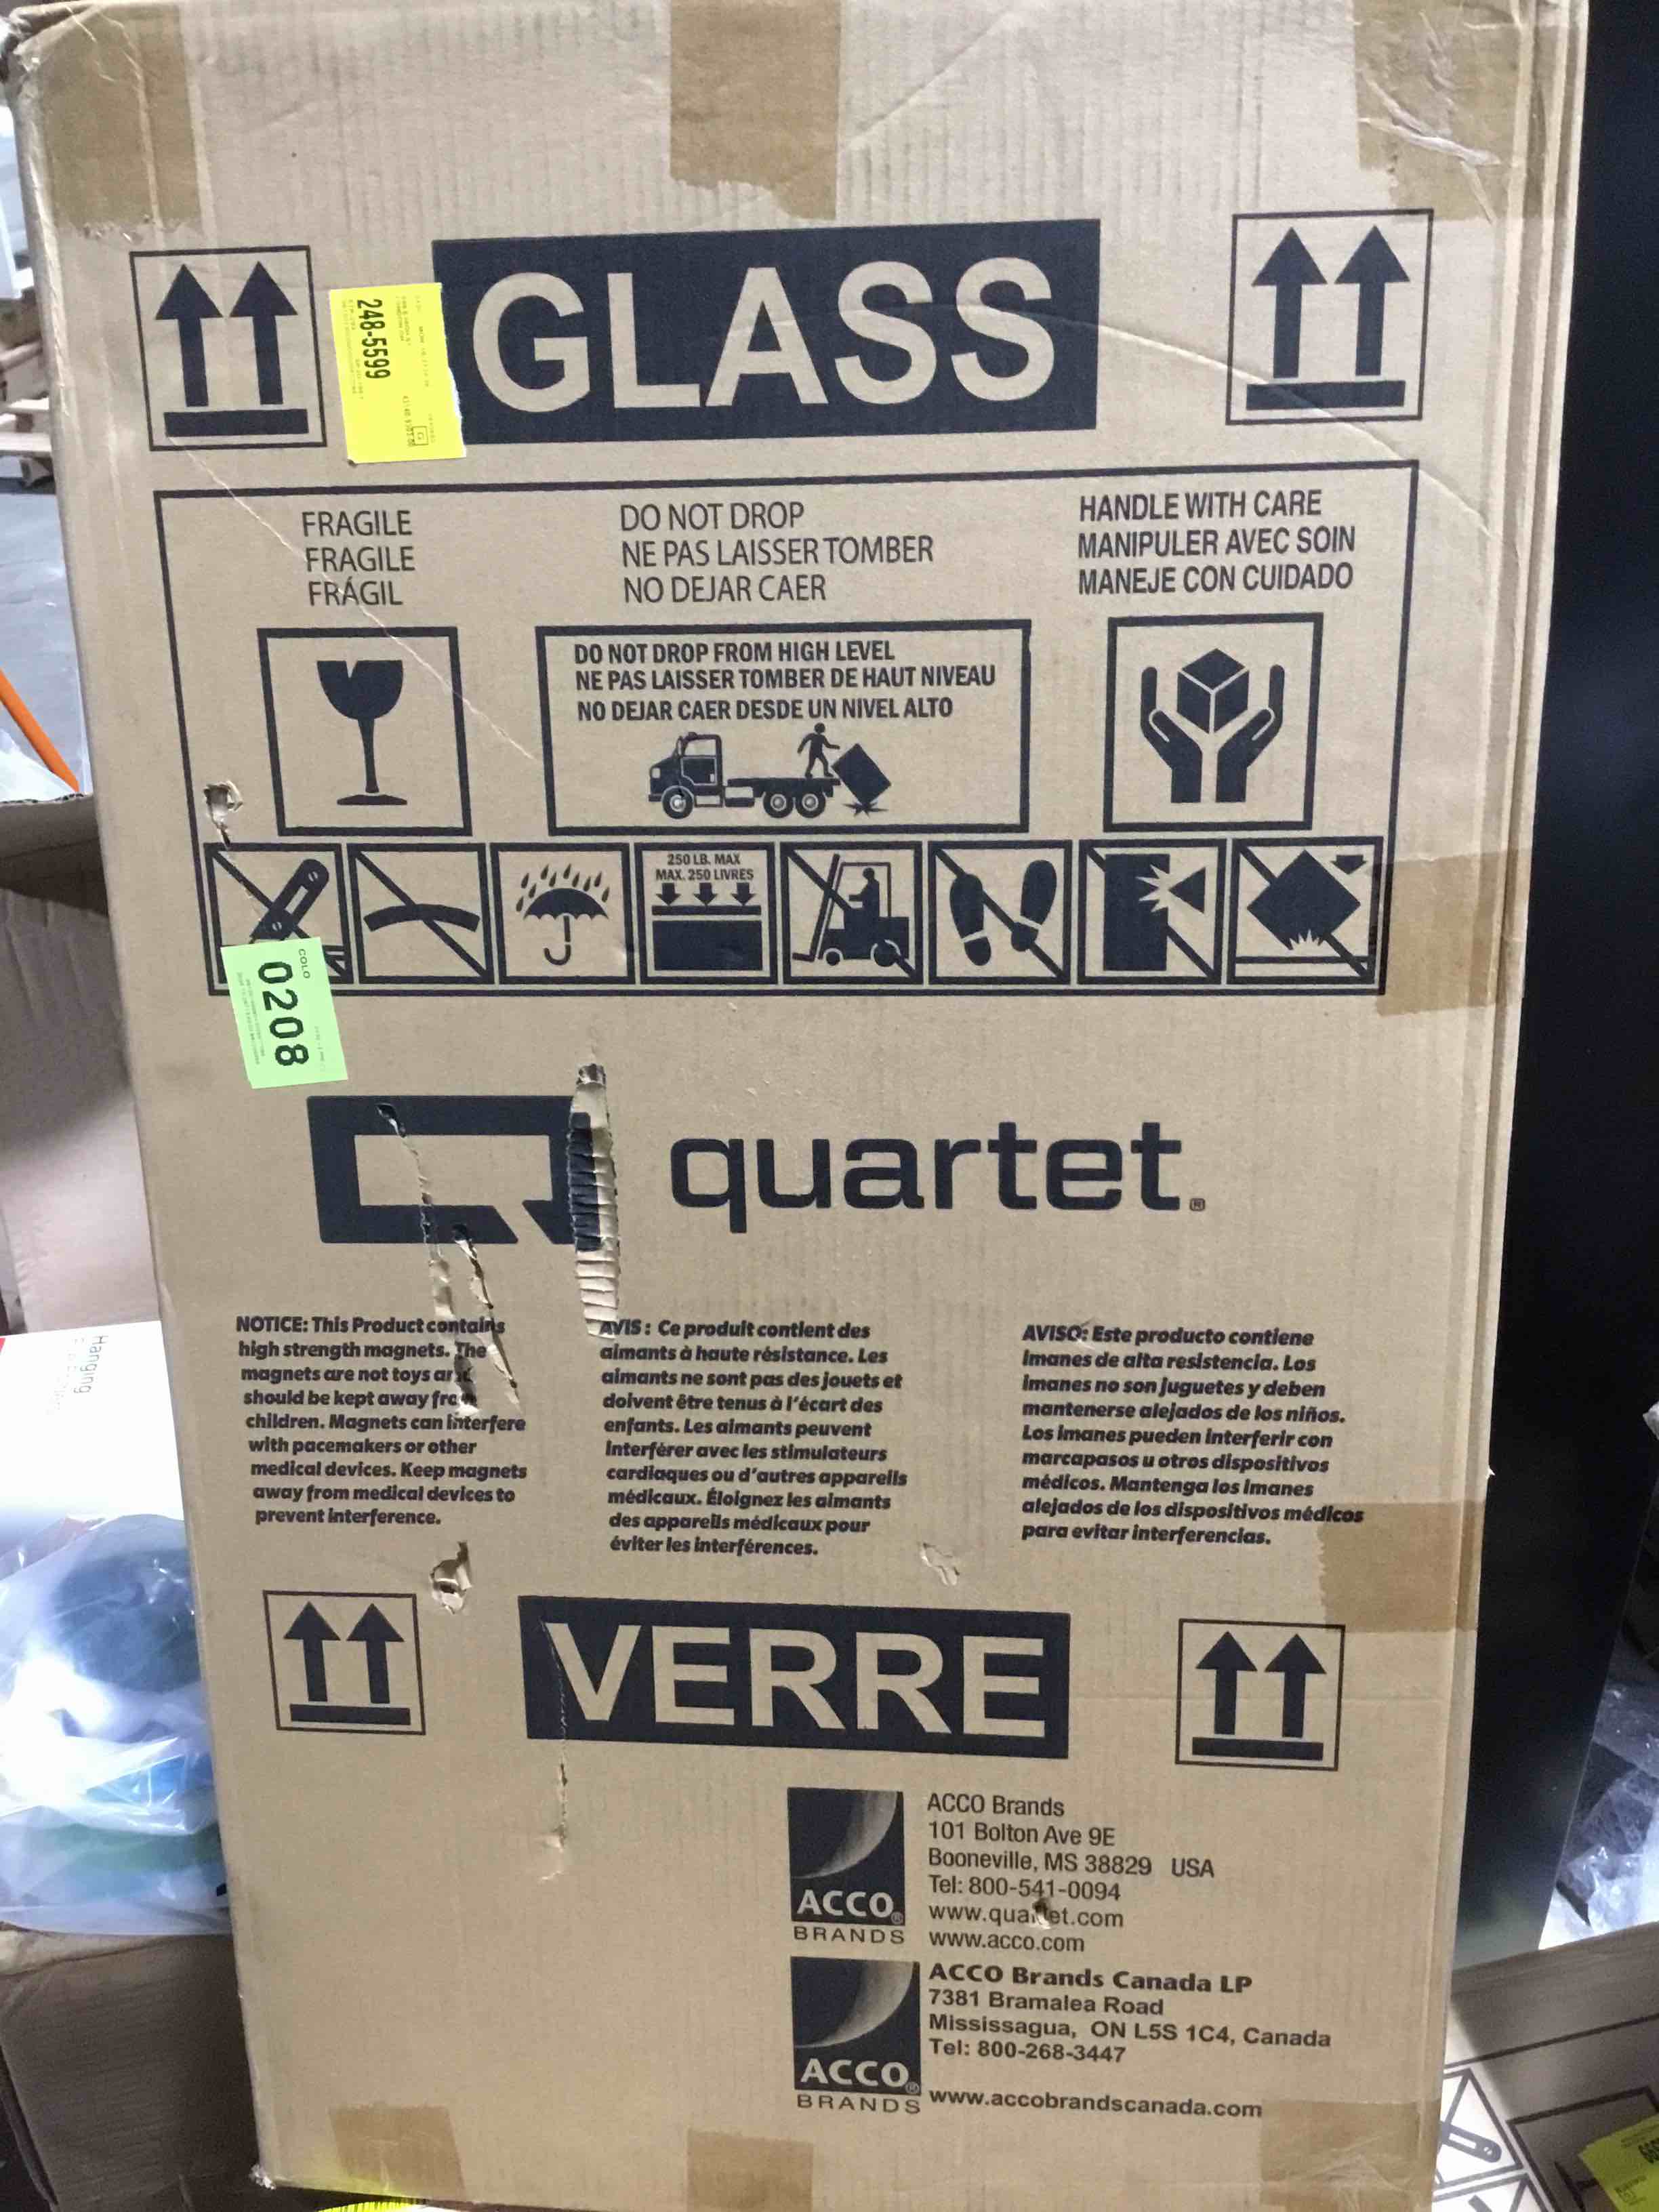 GLASS
248-5599
FRAGILE
FRAGILE
FRÁGIL
DO NOT DROP
NE PAS LAISSER TOMBER
NO DEJAR CAER
HANDLE WITH CARE
MANIPULER AVEC SOIN
MANEJE CON CUIDADO
DO NOT DROP FROM HIGH LEVEL
NE PAS LAISSER TOMBER DE HAUT NIVEAU
NO DEJAR CAER DESDE UN NIVEL ALTO
250 LB. MAX
MAX. 250 LIVRES
COLO
0208
quartet®
NOTICE: This Product contains
high strength magnets. The
magnets are not toys and
should be kept away from
children. Magnets can interfere
with pacemakers or other
medical devices. Keep magnets
away from medical devices to
prevent interference.
AVIS : Ce produit contient des
aimants à haute résistance. Les
aimants ne sont pas des jouets et
doivent être tenus à l'écart des
enfants. Les aimants peuvent
interférer avec les stimulateurs
cardiaques ou d'autres appareils
médicaux. Éloignez les aimants
des appareils médicaux pour
éviter les interférences.
AVISO: Este producto contiene
imanes de alta resistencia. Los
imanes no son juguetes y deben
mantenerse alejados de los niños.
Los imanes pueden interferir con
marcapasos u otros dispositivos
médicos. Mantenga los imanes
alejados de los dispositivos médicos
para evitar interferencias.
Hanging
VERRE
ACCO®
BRANDS
ACCO Brands
101 Bolton Ave 9E
Booneville, MS 38829 USA
Tel: 800-541-0094
www.quartet.com
www.acco.com
ACCO®
BRANDS
ACCO Brands Canada LP
7381 Bramalea Road
Mississagua, ON L5S 1C4, Canada
Tel: 800-268-3447
www.accobrandscanada.com